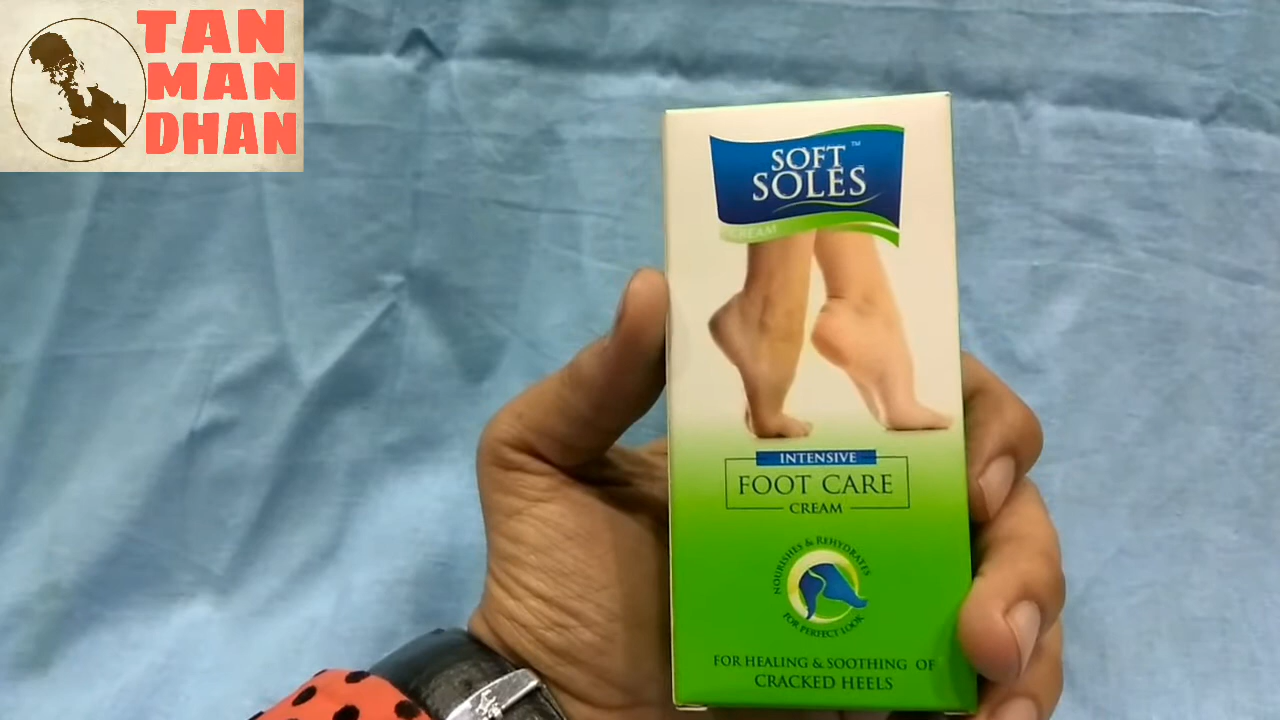 TAN
MAN
DHAN
SOFT™
SOLES
CREAM
INTENSIVE
FOOT CARE
CREAM
NOURISHES & REHYDRATES
FOR PERFECT LOOK
FOR HEALING & SOOTHING OF
CRACKED HEELS